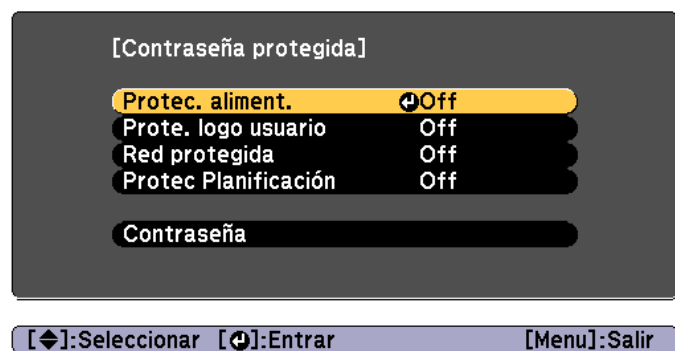 [Contraseña protegida]
Protec. aliment. Off
Prote. logo usuario Off
Red protegida Off
Protec Planificación Off
Contraseña
[◆]:Seleccionar [↵]:Entrar [Menu]:Salir